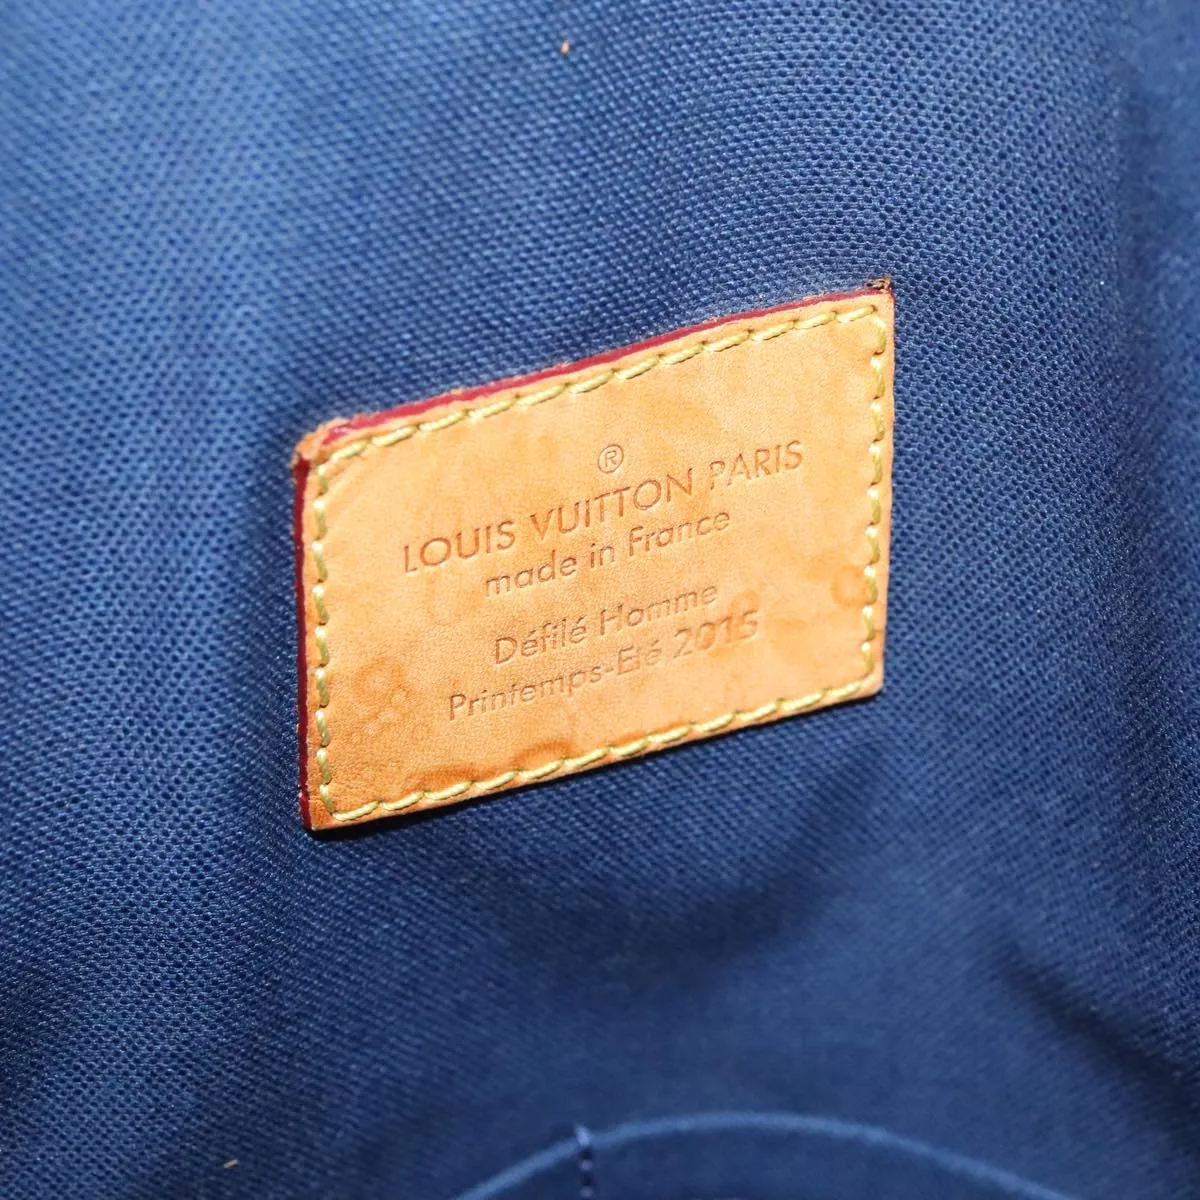 ®
LOUIS VUITTON PARIS
made in France
Défilé Homme
Printemps-Eté 2015